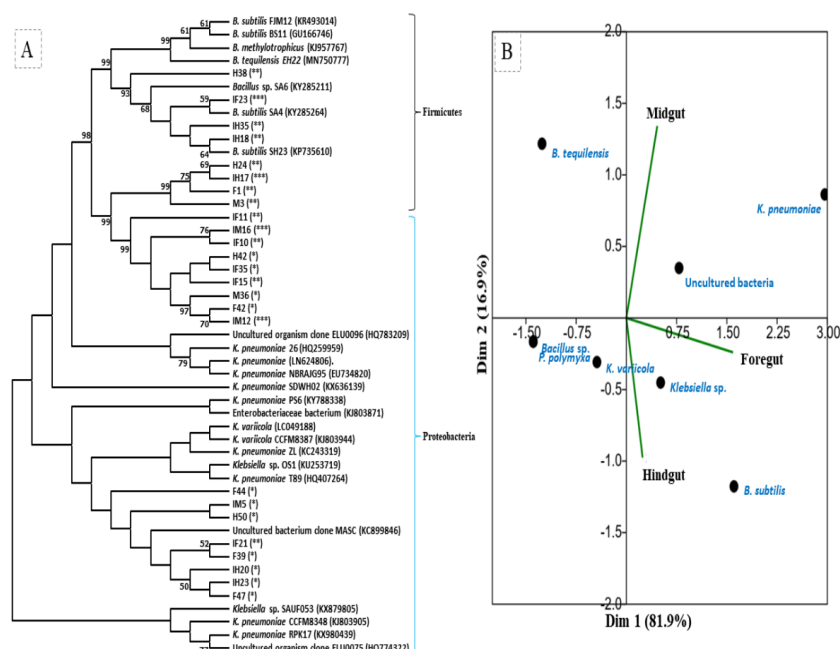 A
61
61
B. subtilis FJM12 (KR493014)
B. subtilis BS11 (GU166746)
99
B. methylotrophicus (KJ957767)
B. tequilensis EH22 (MN750777)
99
H38 (**)
93
Bacillus sp. SA6 (KY285211)
68
59
IF23 (***)
B. subtilis SA4 (KY285264)
Firmicutes
IH35 (**)
98
IH18 (**)
64
B. subtilis SH23 (KP735610)
69
H24 (**)
75
IH17 (***)
99
F1 (**)
M3 (**)
99
IF11 (**)
76
IM16 (***)
99
IF10 (**)
H42 (*)
IF35 (*)
IF15 (**)
M36 (*)
97
F42 (*)
70
IM12 (***)
Uncultured organism clone ELU0096 (HQ783209)
K. pneumoniae 26 (HQ259959)
79
K. pneumoniae (LN624806).
K. pneumoniae NBRAJG95 (EU734820)
K. pneumoniae SDWH02 (KX636139)
K. pneumoniae PS6 (KY788338)
Enterobacteriaceae bacterium (KJ803871)
K. variicola (LC049188)
Proteobacteria
K. variicola CCFM8387 (KJ803944)
K. pneumoniae ZL (KC243319)
Klebsiella sp. OS1 (KU253719)
K. pneumoniae T89 (HQ407264)
F44 (*)
IM5 (*)
H50 (*)
Uncultured bacterium clone MASC (KC899846)
52
IF21 (**)
F39 (*)
IH20 (*)
50
IH23 (*)
F47 (*)
Klebsiella sp. SAUF053 (KX879805)
K. pneumoniae CCFM8348 (KJ803905)
K. pneumoniae RPK17 (KX980439)
Uncultured organism clone ELU0075 (HQ774322)
B
2.0
1.5
Midgut
B. tequilensis
1.0
K. pneumoniae
0.5
Uncultured bacteria
Dim 2 (16.9%)
-1.50
-0.75
0.75
1.50
2.25
3.00
Bacillus sp.
P. polymyxa
Foregut
K. variicola
-0.5
Klebsiella sp.
-1.0
Hindgut
B. subtilis
-1.5
-2.0
Dim 1 (81.9%)